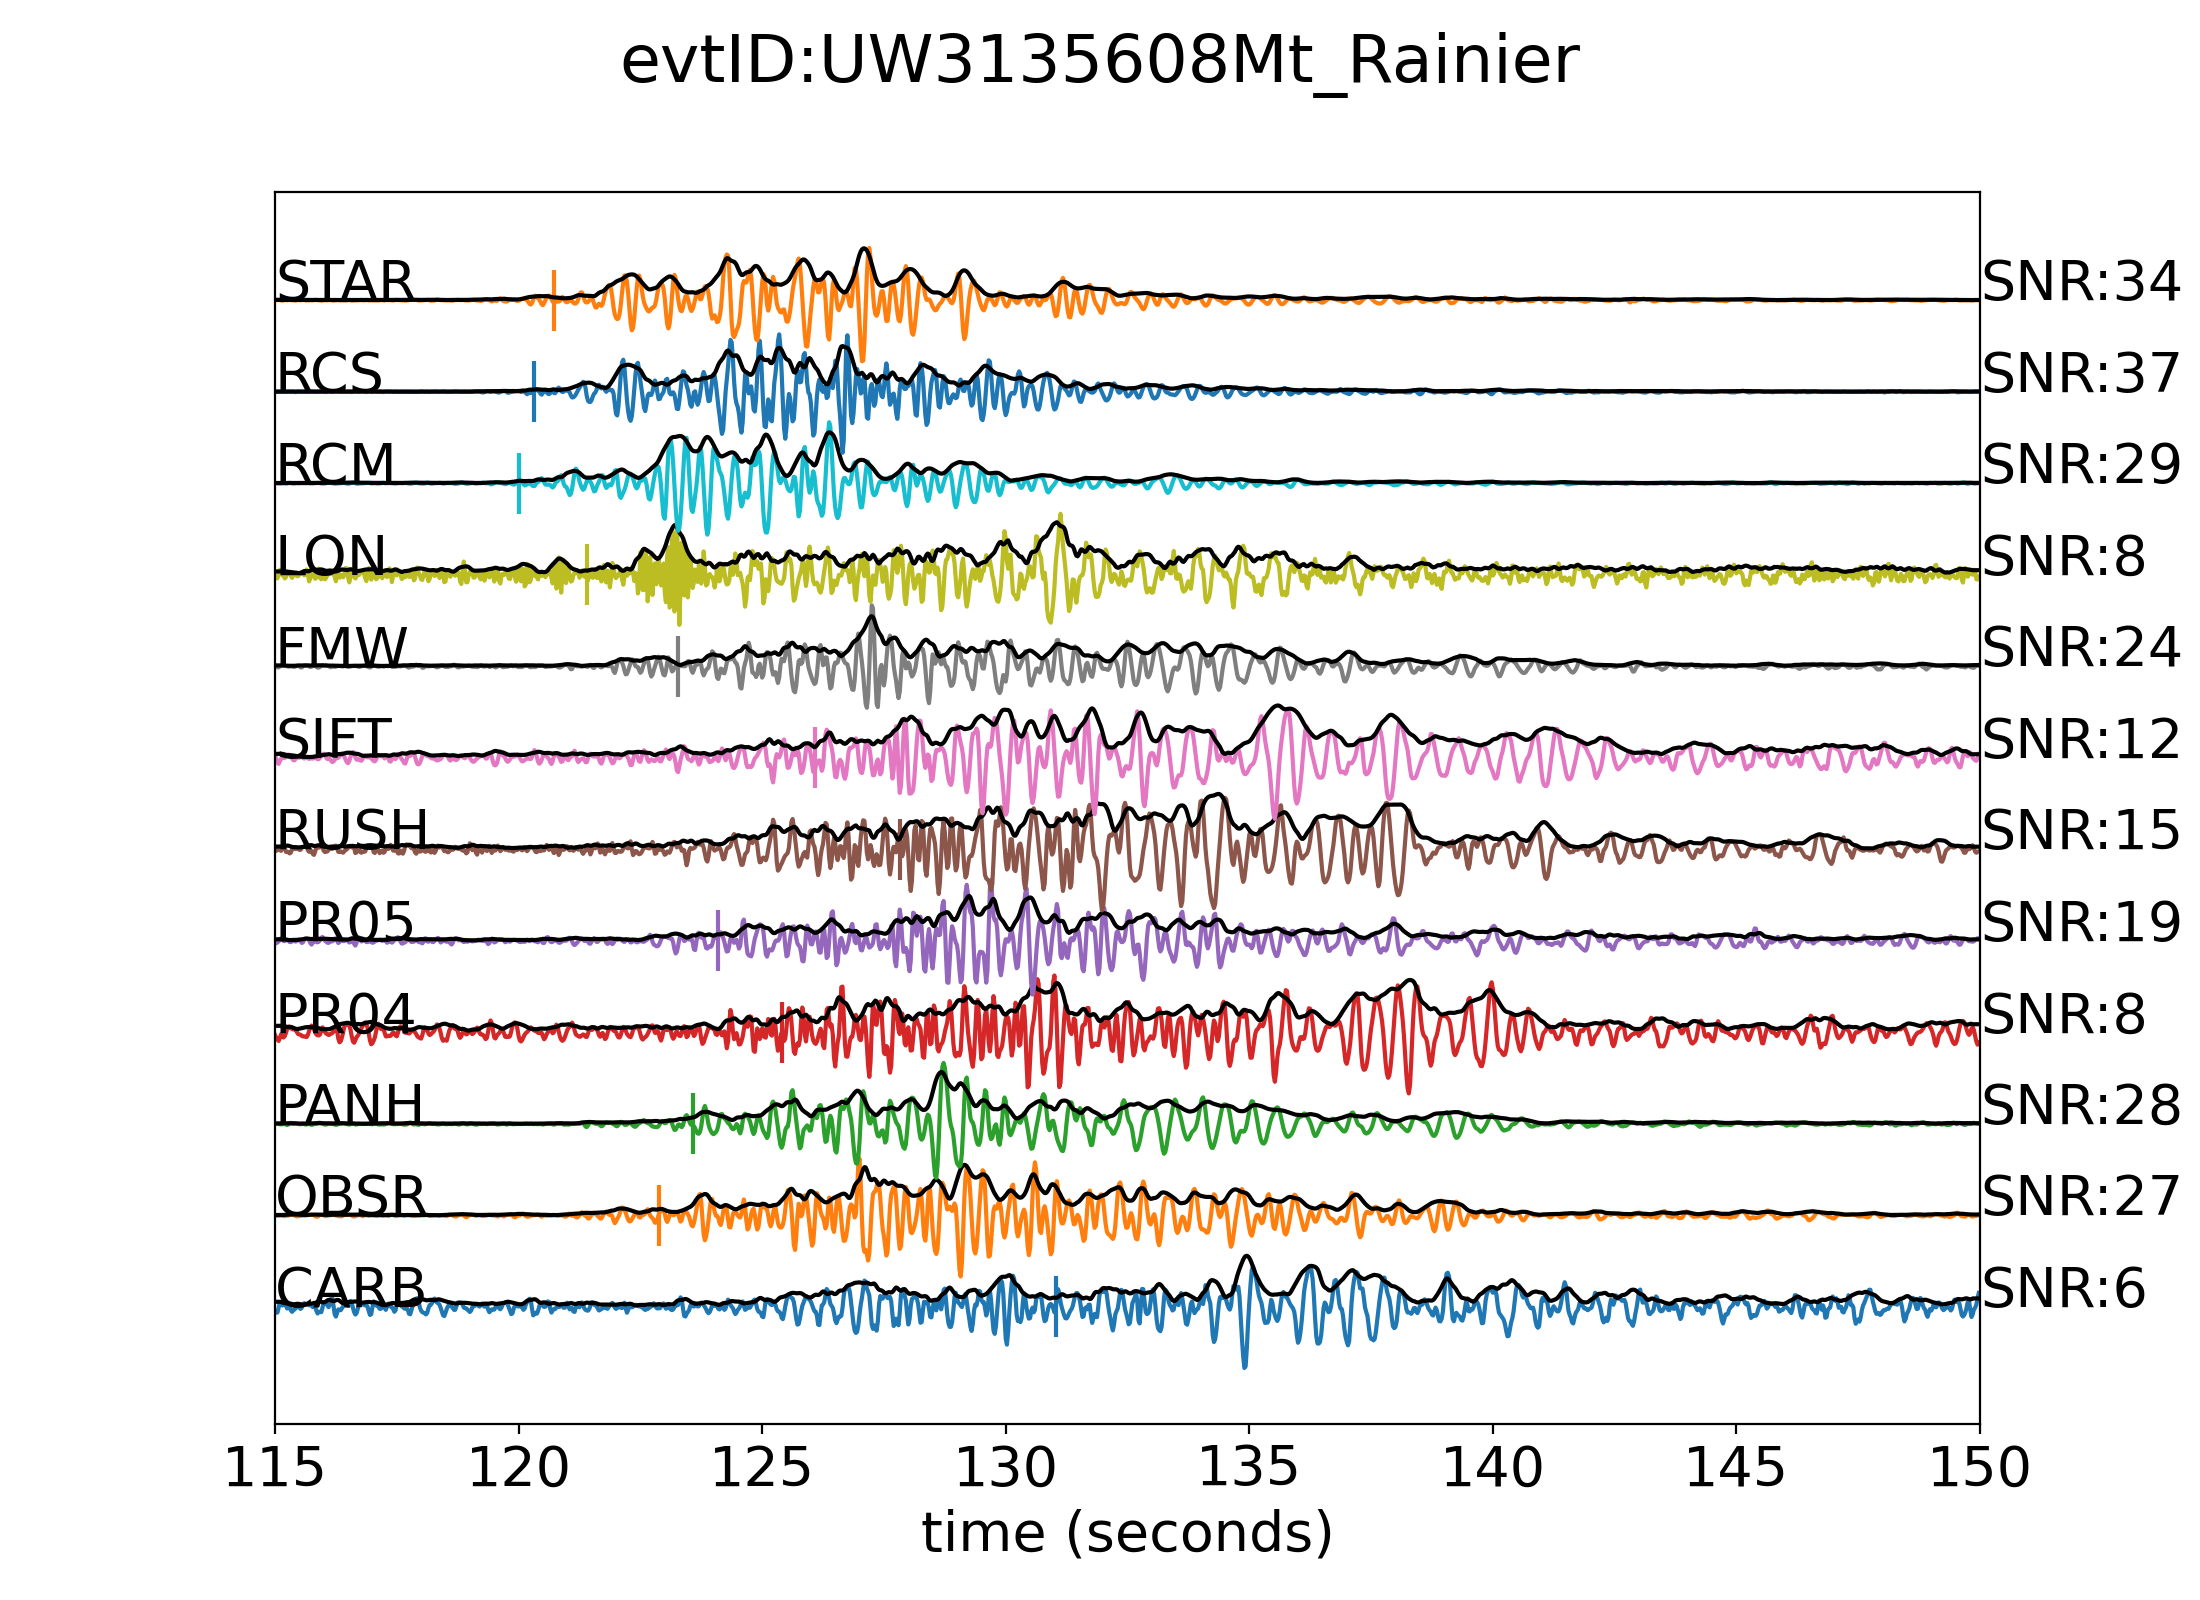 evtID:UW3135608Mt_Rainier
STAR SNR:34
RCS SNR:37
RCM SNR:29
LON SNR:8
FMW SNR:24
SIFT SNR:12
RUSH SNR:15
PR05 SNR:19
PR04 SNR:8
PANH SNR:28
OBSR SNR:27
CARB SNR:6
115 120 125 130 135 140 145 150
time (seconds)